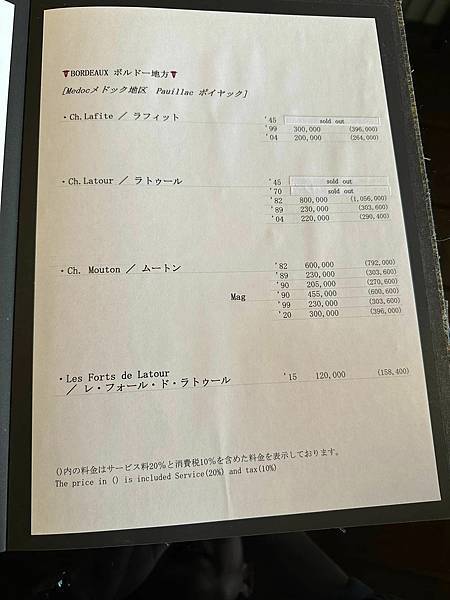 🍷BORDEAUX ボルドー地方🍷
[Medocメドック地区 Pauillac ポイヤック]
・Ch.Lafite ／ ラフィット '45 sold out
'99 300,000 (396,000)
'04 200,000 (264,000)
・Ch.Latour ／ ラトゥール '45 sold out
'70 sold out
'82 800,000 (1,056,000)
'89 230,000 (303,600)
'04 220,000 (290,400)
・Ch. Mouton ／ ムートン '82 600,000 (792,000)
'89 230,000 (303,600)
'90 205,000 (270,600)
Mag '90 455,000 (600,600)
'99 230,000 (303,600)
'20 300,000 (396,000)
・Les Forts de Latour
／ レ・フォール・ド・ラトゥール '15 120,000 (158,400)
()内の料金はサービス料20%と消費税10%を含めた料金を表示しております。
The price in () is included Service(20%) and tax(10%)